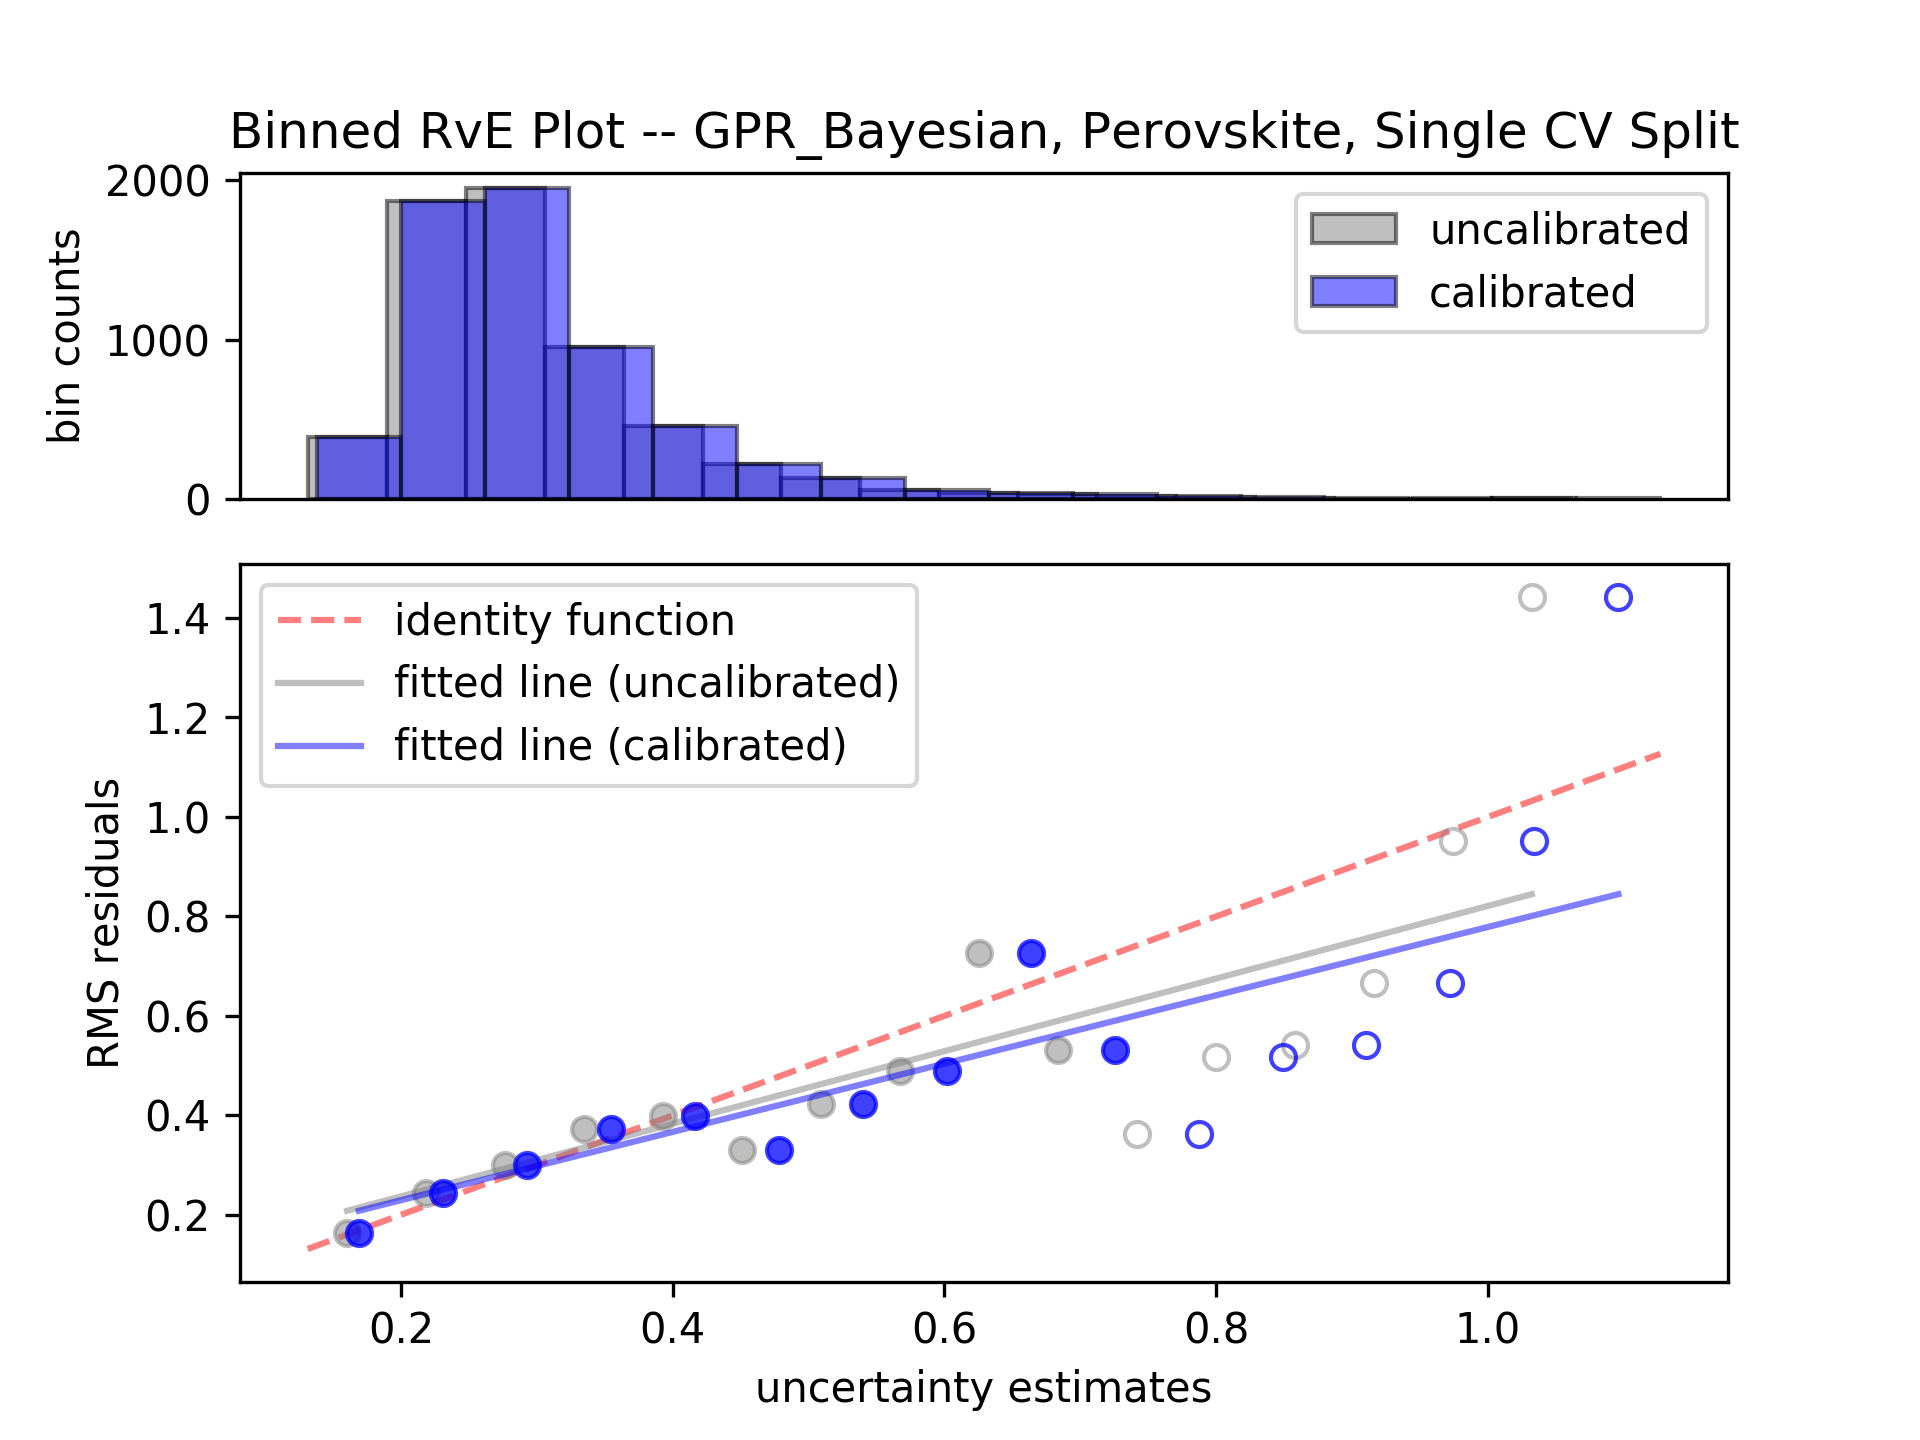 Binned RvE Plot -- GPR_Bayesian, Perovskite, Single CV Split
2000
1000
0
bin counts
uncalibrated
calibrated
identity function
fitted line (uncalibrated)
fitted line (calibrated)
1.4
1.2
1.0
0.8
0.6
0.4
0.2
RMS residuals
0.2 0.4 0.6 0.8 1.0
uncertainty estimates